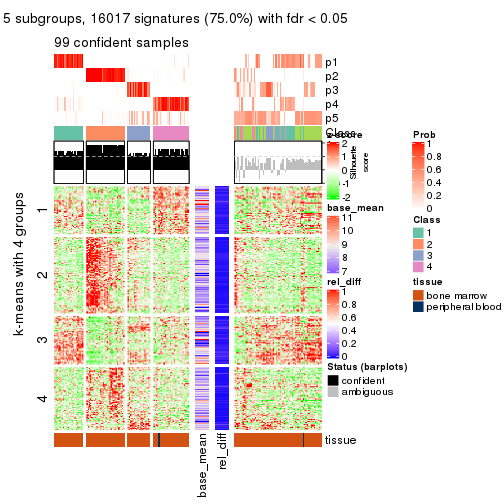 5 subgroups, 16017 signatures (75.0%) with fdr < 0.05
99 confident samples
p1
p2
p3
p4
p5
Class
z-score
2
1
0
-1
-2
Silhouette
score
Prob
1
0.8
0.6
0.4
0.2
0
base_mean
11
10
9
8
7
Class
1
2
3
4
rel_diff
1
0.8
0.6
0.4
0.2
0
tissue
bone marrow
peripheral blood
Status (barplots)
confident
ambiguous
k-means with 4 groups
1
2
3
4
tissue
base_mean
rel_diff